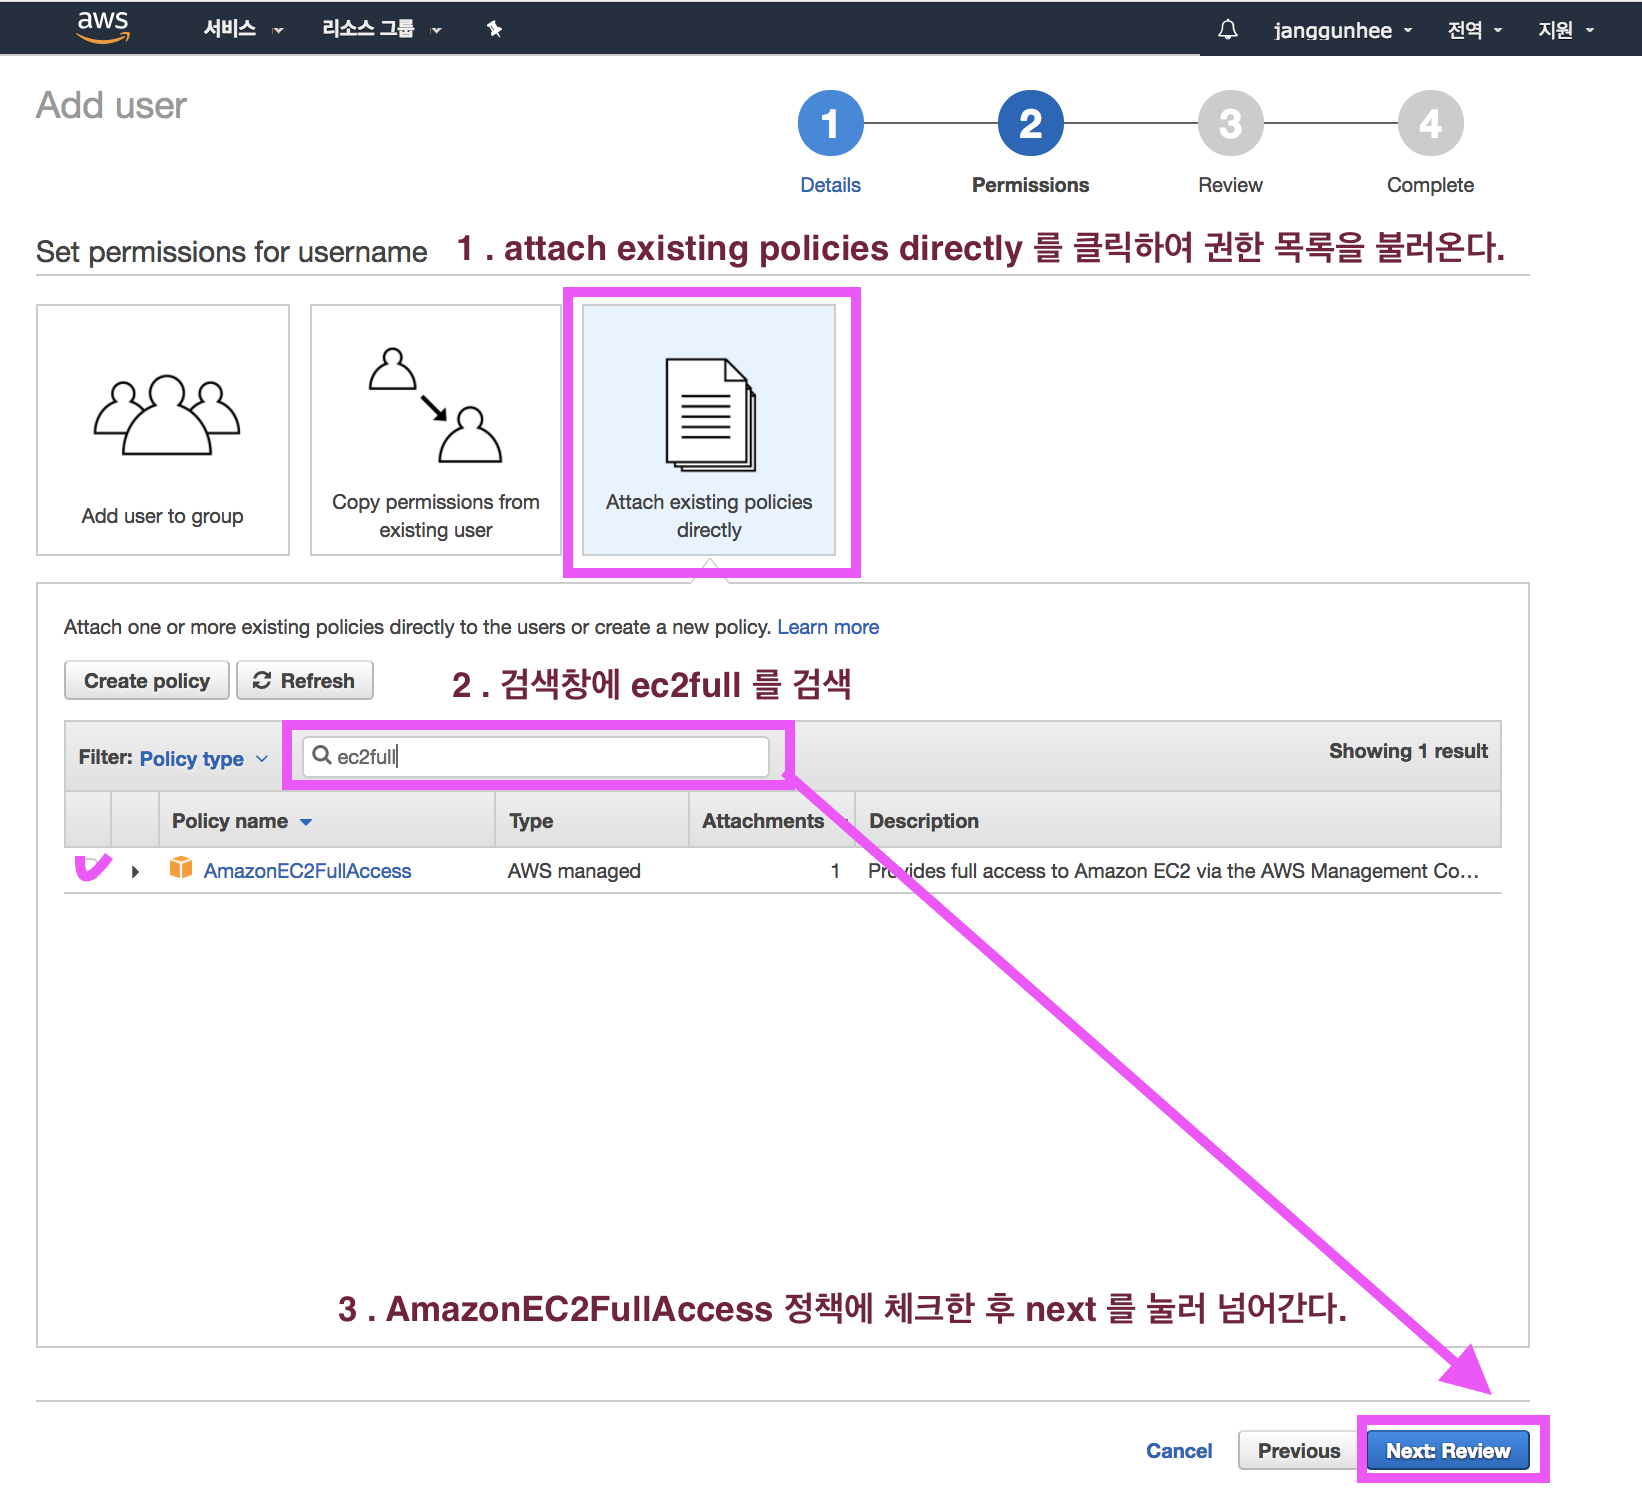 aws 서비스 리소스 그룹 janggunhee 전역 지원
Add user
1 2 3 4
Details Permissions Review Complete
Set permissions for username 1 . attach existing policies directly 를 클릭하여 권한 목록을 불러온다.
Add user to group
Copy permissions from
existing user
Attach existing policies
directly
Attach one or more existing policies directly to the users or create a new policy. Learn more
Create policy Refresh 2 . 검색창에 ec2full 를 검색
Filter: Policy type ec2full Showing 1 result
Policy name Type Attachments Description
AmazonEC2FullAccess AWS managed 1 Provides full access to Amazon EC2 via the AWS Management Co…
3 . AmazonEC2FullAccess 정책에 체크한 후 next 를 눌러 넘어간다.
Cancel Previous Next: Review